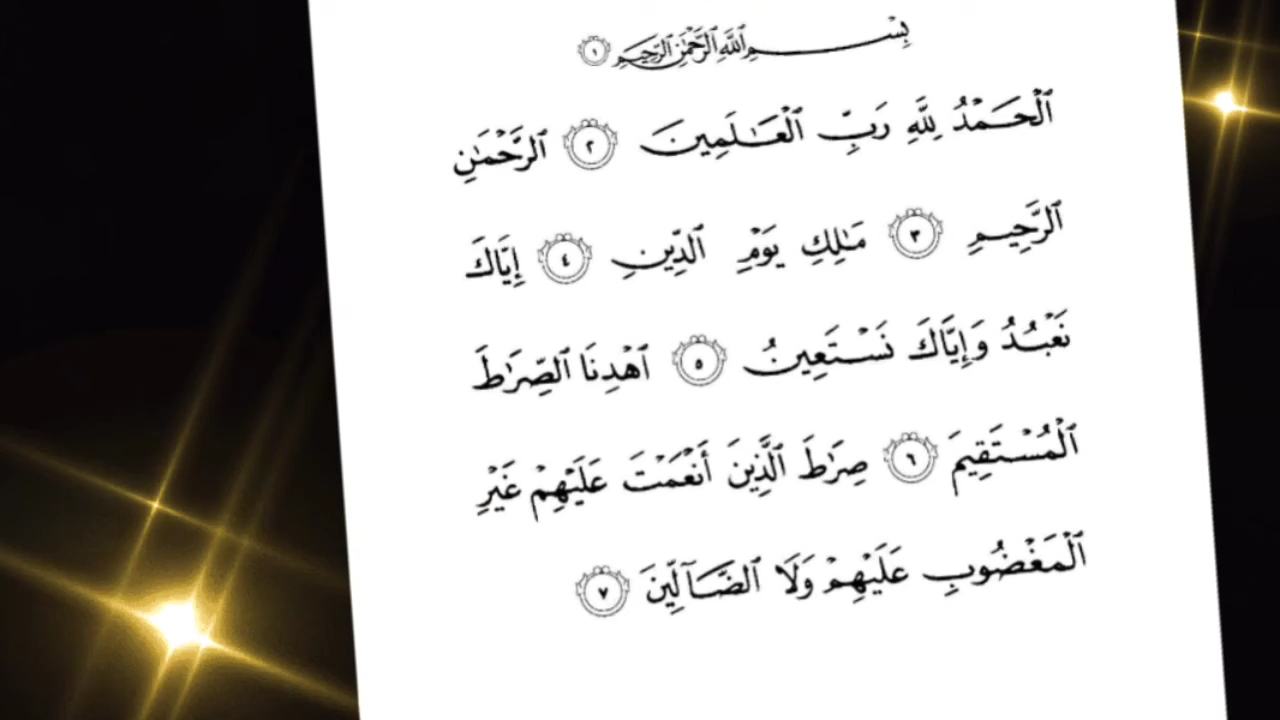 بِسْمِ ٱللَّهِ ٱلرَّحْمَٰنِ ٱلرَّحِيمِ ١
ٱلْحَمْدُ لِلَّهِ رَبِّ ٱلْعَـٰلَمِينَ ٢ ٱلرَّحْمَـٰنِ
ٱلرَّحِيمِ ٣ مَـٰلِكِ يَوْمِ ٱلدِّينِ ٤ إِيَّاكَ
نَعْبُدُ وَإِيَّاكَ نَسْتَعِينُ ٥ ٱهْدِنَا ٱلصِّرَٰطَ
ٱلْمُسْتَقِيمَ ٦ صِرَٰطَ ٱلَّذِينَ أَنْعَمْتَ عَلَيْهِمْ غَيْرِ
ٱلْمَغْضُوبِ عَلَيْهِمْ وَلَا ٱلضَّآلِّينَ ٧